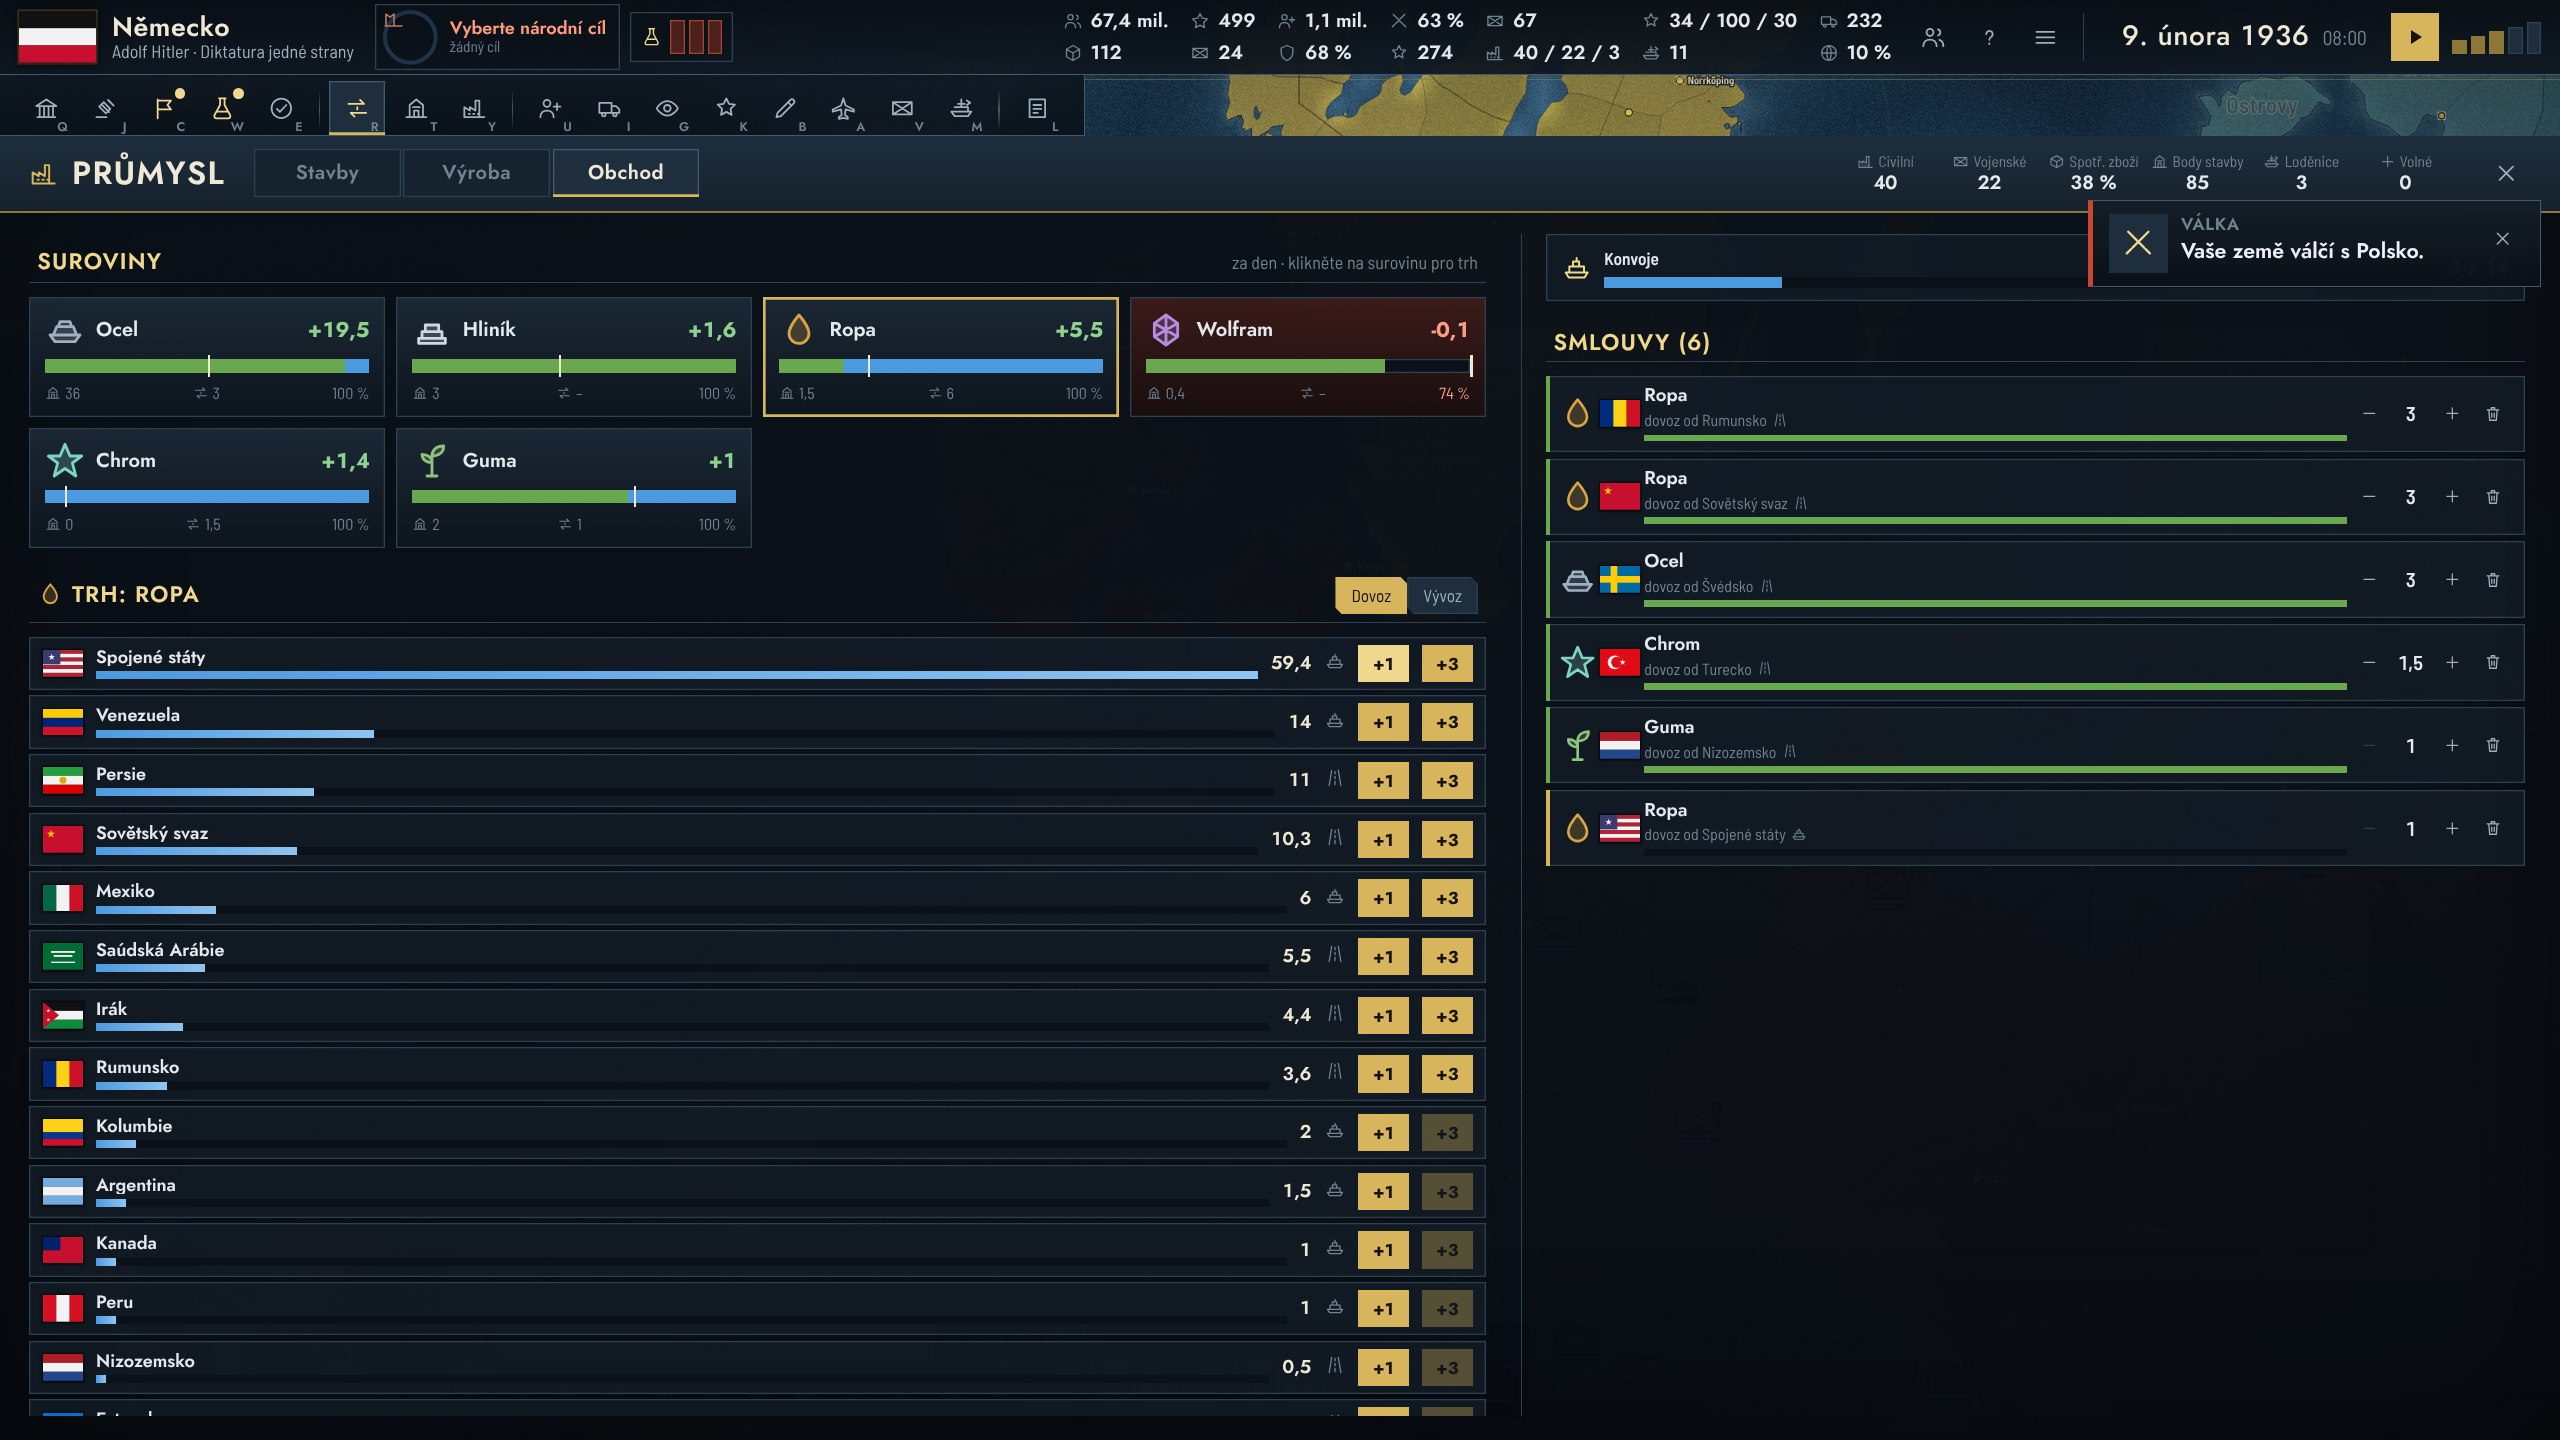 Německo
Adolf Hitler · Diktatura jedné strany
Vyberte národní cíl
žádný cíl
67,4 mil. 499 1,1 mil. 63 % 67 34 / 100 / 30 232
112 24 68 % 274 40 / 22 / 3 11 10 %
?
9. února 1936 08:00
Q J C W E R T Y U I G K B A V M L
Norrköping
Ostrovy
PRŮMYSL
Stavby
Výroba
Obchod
Civilní 40
Vojenské 22
Spotř. zboží 38 %
Body stavby 85
Loděnice 3
Volné 0
VÁLKA
Vaše země válčí s Polsko.
SUROVINY
za den · klikněte na surovinu pro trh
Ocel +19,5
36 3 100 %
Hliník +1,6
3 – 100 %
Ropa +5,5
1,5 6 100 %
Wolfram -0,1
0,4 – 74 %
Chrom +1,4
0 1,5 100 %
Guma +1
2 1 100 %
TRH: ROPA
Dovoz Vývoz
Spojené státy 59,4 +1 +3
Venezuela 14 +1 +3
Persie 11 +1 +3
Sovětský svaz 10,3 +1 +3
Mexiko 6 +1 +3
Saúdská Arábie 5,5 +1 +3
Irák 4,4 +1 +3
Rumunsko 3,6 +1 +3
Kolumbie 2 +1 +3
Argentina 1,5 +1 +3
Kanada 1 +1 +3
Peru 1 +1 +3
Nizozemsko 0,5 +1 +3
Konvoje
SMLOUVY (6)
Ropa
dovoz od Rumunsko
− 3 +
Ropa
dovoz od Sovětský svaz
− 3 +
Ocel
dovoz od Švédsko
− 3 +
Chrom
dovoz od Turecko
− 1,5 +
Guma
dovoz od Nizozemsko
− 1 +
Ropa
dovoz od Spojené státy
− 1 +